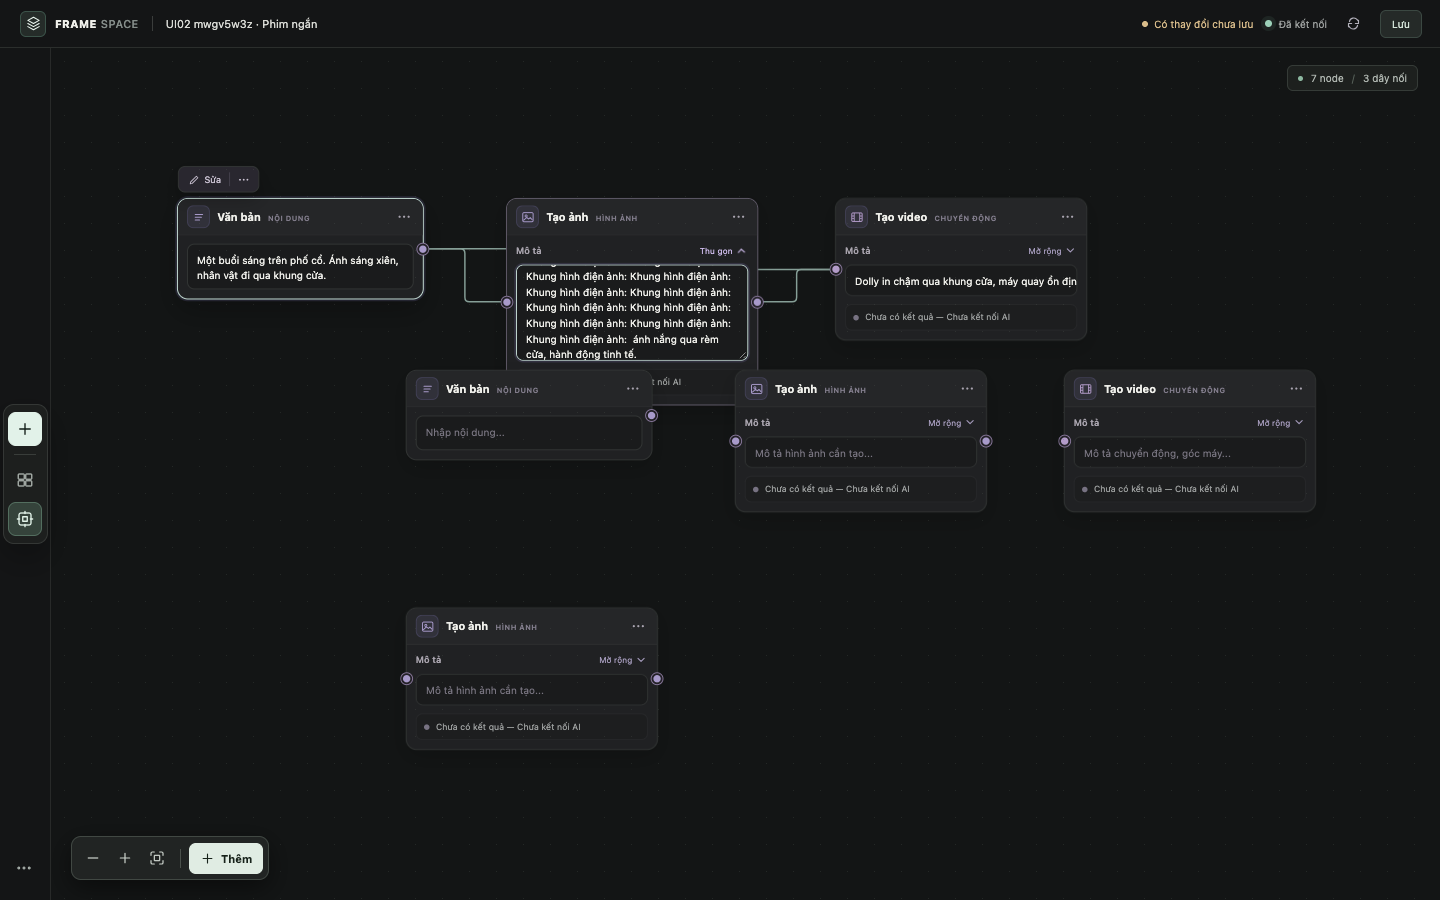 FRAME SPACE
UI02 mwgv5w3z · Phim ngắn
Có thay đổi chưa lưu
Đã kết nối
Lưu
7 node / 3 dây nối
Sửa
Văn bản NỘI DUNG
Một buổi sáng trên phố cổ. Ánh sáng xiên,
nhân vật đi qua khung cửa.
Tạo ảnh HÌNH ẢNH
Mô tả
Thu gọn
Khung hình điện ảnh: Khung hình điện ảnh:
Khung hình điện ảnh: Khung hình điện ảnh:
Khung hình điện ảnh: Khung hình điện ảnh:
Khung hình điện ảnh: Khung hình điện ảnh:
Khung hình điện ảnh:  ánh nắng qua rèm
cửa, hành động tinh tế.
nối AI
Tạo video CHUYỂN ĐỘNG
Mô tả
Mở rộng
Dolly in chậm qua khung cửa, máy quay ổn địn
Chưa có kết quả — Chưa kết nối AI
Văn bản NỘI DUNG
Nhập nội dung...
Tạo ảnh HÌNH ẢNH
Mô tả
Mở rộng
Mô tả hình ảnh cần tạo...
Chưa có kết quả — Chưa kết nối AI
Tạo video CHUYỂN ĐỘNG
Mô tả
Mở rộng
Mô tả chuyển động, góc máy...
Chưa có kết quả — Chưa kết nối AI
Tạo ảnh HÌNH ẢNH
Mô tả
Mở rộng
Mô tả hình ảnh cần tạo...
Chưa có kết quả — Chưa kết nối AI
Thêm